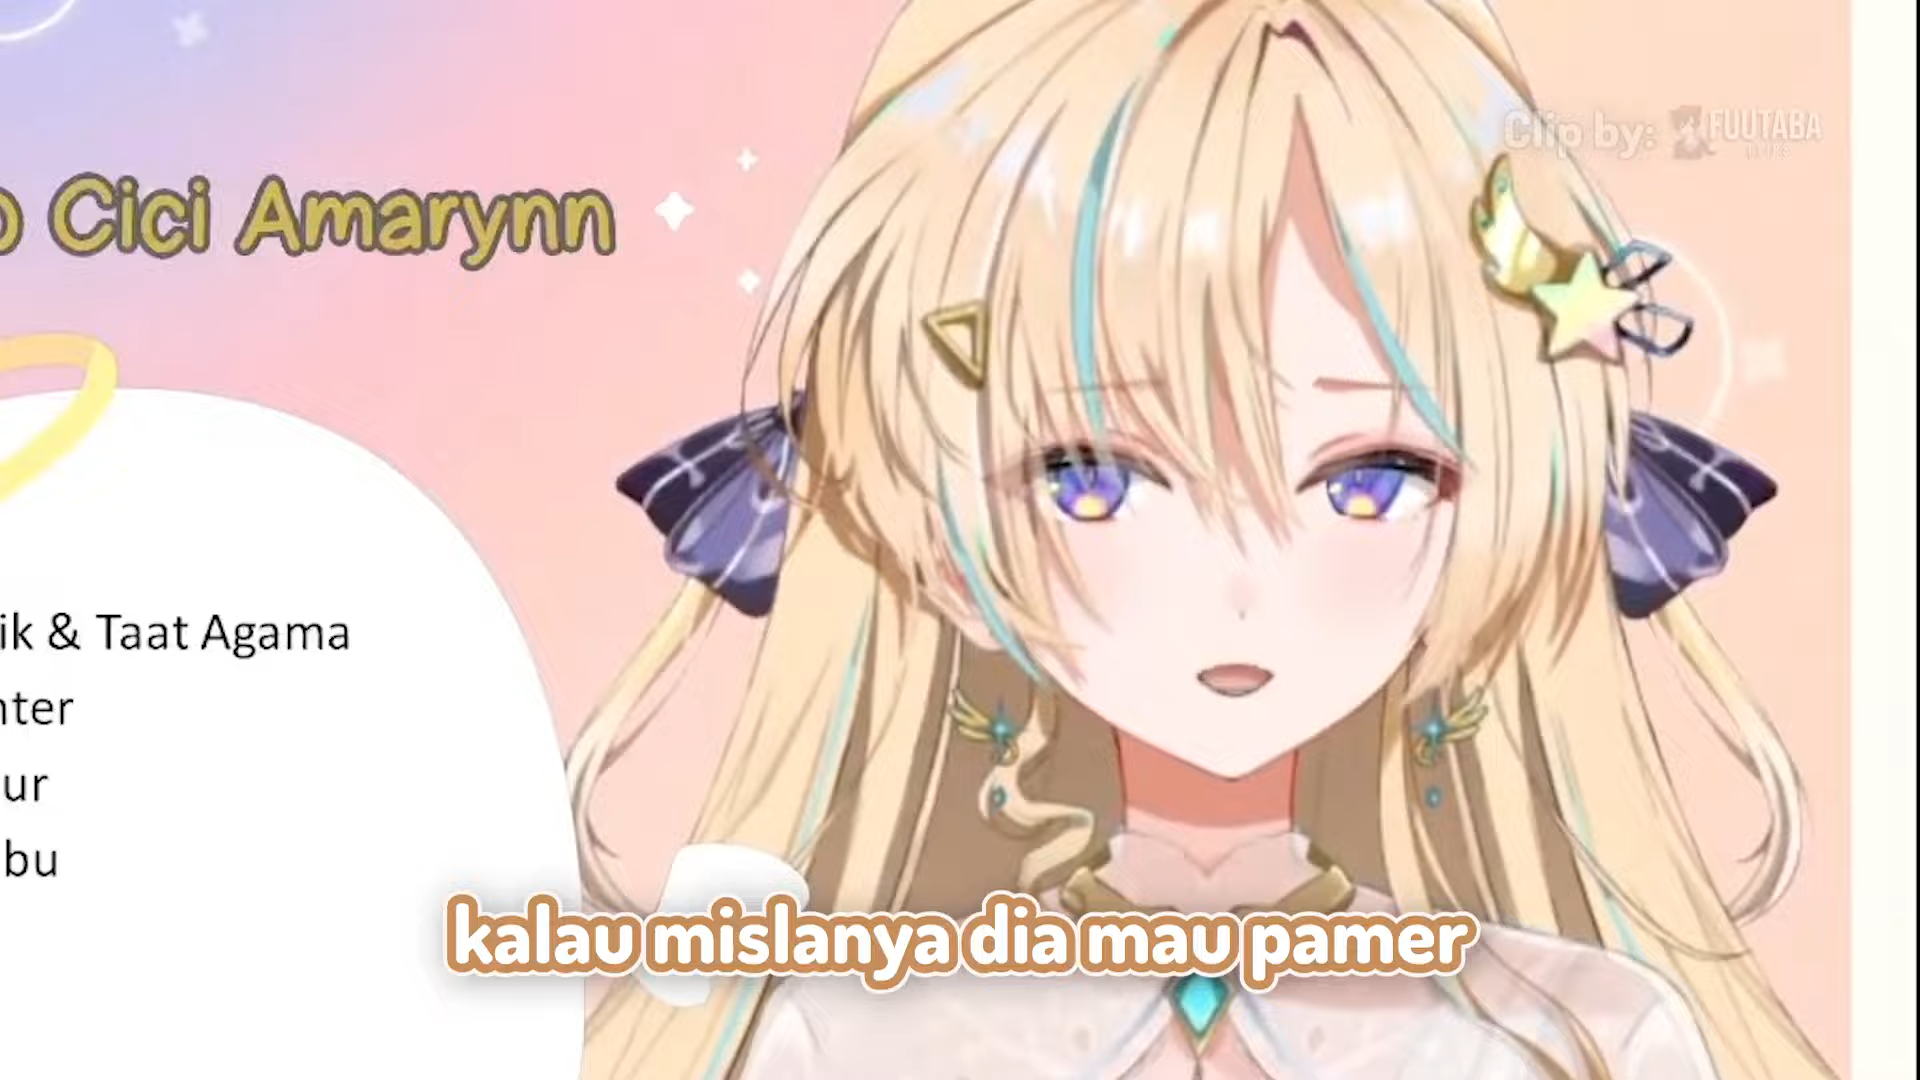 Clip by: FUUTABA
Cici Amarynn
ik & Taat Agama
nter
ur
bu
kalau mislanya dia mau pamer